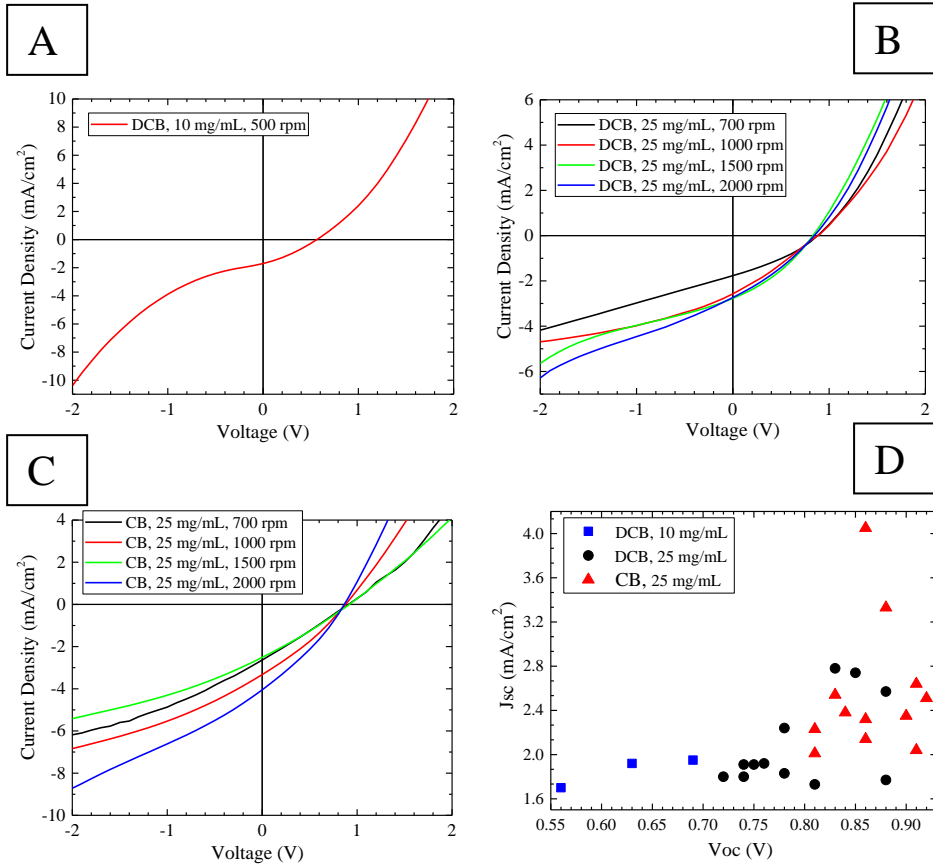 A
B
DCB, 10 mg/mL, 500 rpm
10
8
6
4
2
0
-2
-4
-6
-8
-10
-2
-1
0
1
2
Current Density (mA/cm²)
Voltage (V)
DCB, 25 mg/mL, 700 rpm
DCB, 25 mg/mL, 1000 rpm
DCB, 25 mg/mL, 1500 rpm
DCB, 25 mg/mL, 2000 rpm
6
4
2
0
-2
-4
-6
-2
-1
0
1
2
Current Density (mA/cm²)
Voltage (V)
C
D
CB, 25 mg/mL, 700 rpm
CB, 25 mg/mL, 1000 rpm
CB, 25 mg/mL, 1500 rpm
CB, 25 mg/mL, 2000 rpm
4
2
0
-2
-4
-6
-8
-10
-2
-1
0
1
2
Current Density (mA/cm²)
Voltage (V)
DCB, 10 mg/mL
DCB, 25 mg/mL
CB, 25 mg/mL
4.0
3.6
3.2
2.8
2.4
2.0
1.6
0.55
0.60
0.65
0.70
0.75
0.80
0.85
0.90
Jsc (mA/cm²)
Voc (V)